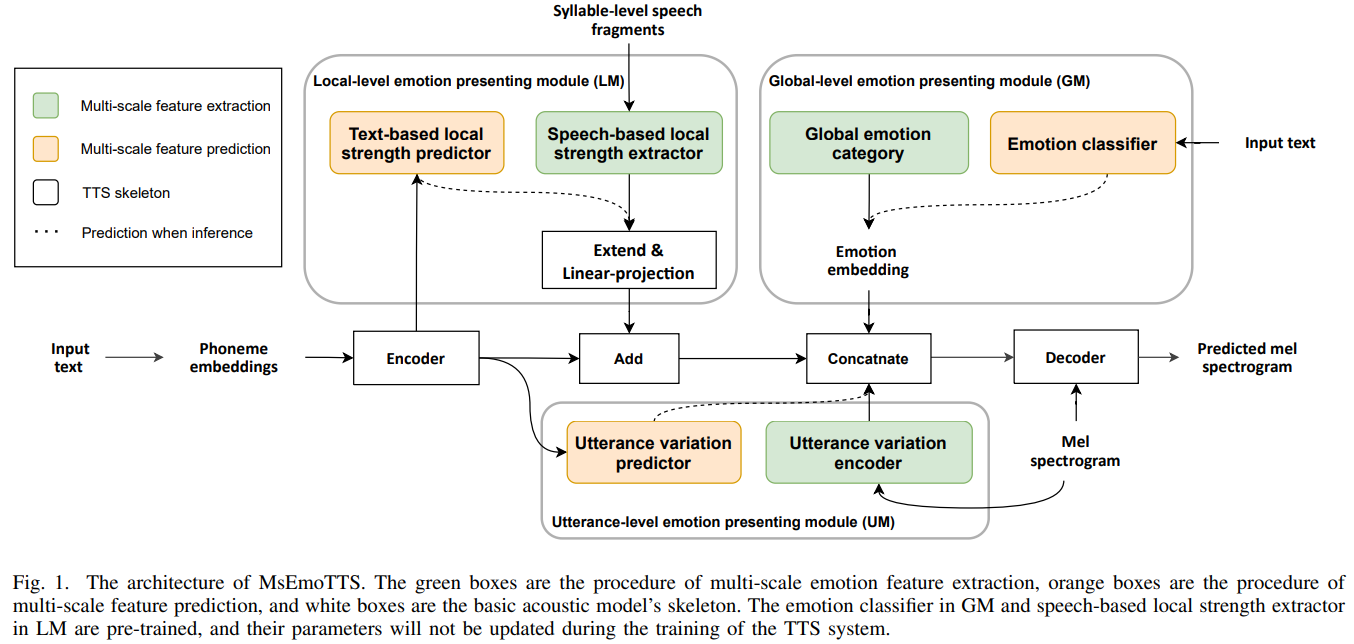 Syllable-level speech
fragments
Multi-scale feature extraction
Multi-scale feature prediction
TTS skeleton
Prediction when inference
Local-level emotion presenting module (LM)
Text-based local
strength predictor
Speech-based local
strength extractor
Extend &
Linear-projection
Global-level emotion presenting module (GM)
Global emotion
category
Emotion classifier
Input text
Emotion
embedding
Input
text
Phoneme
embeddings
Encoder
Add
Concatnate
Decoder
Predicted mel
spectrogram
Utterance variation
predictor
Utterance variation
encoder
Mel
spectrogram
Utterance-level emotion presenting module (UM)
Fig. 1. The architecture of MsEmoTTS. The green boxes are the procedure of multi-scale emotion feature extraction, orange boxes are the procedure of
multi-scale feature prediction, and white boxes are the basic acoustic model's skeleton. The emotion classifier in GM and speech-based local strength extractor
in LM are pre-trained, and their parameters will not be updated during the training of the TTS system.